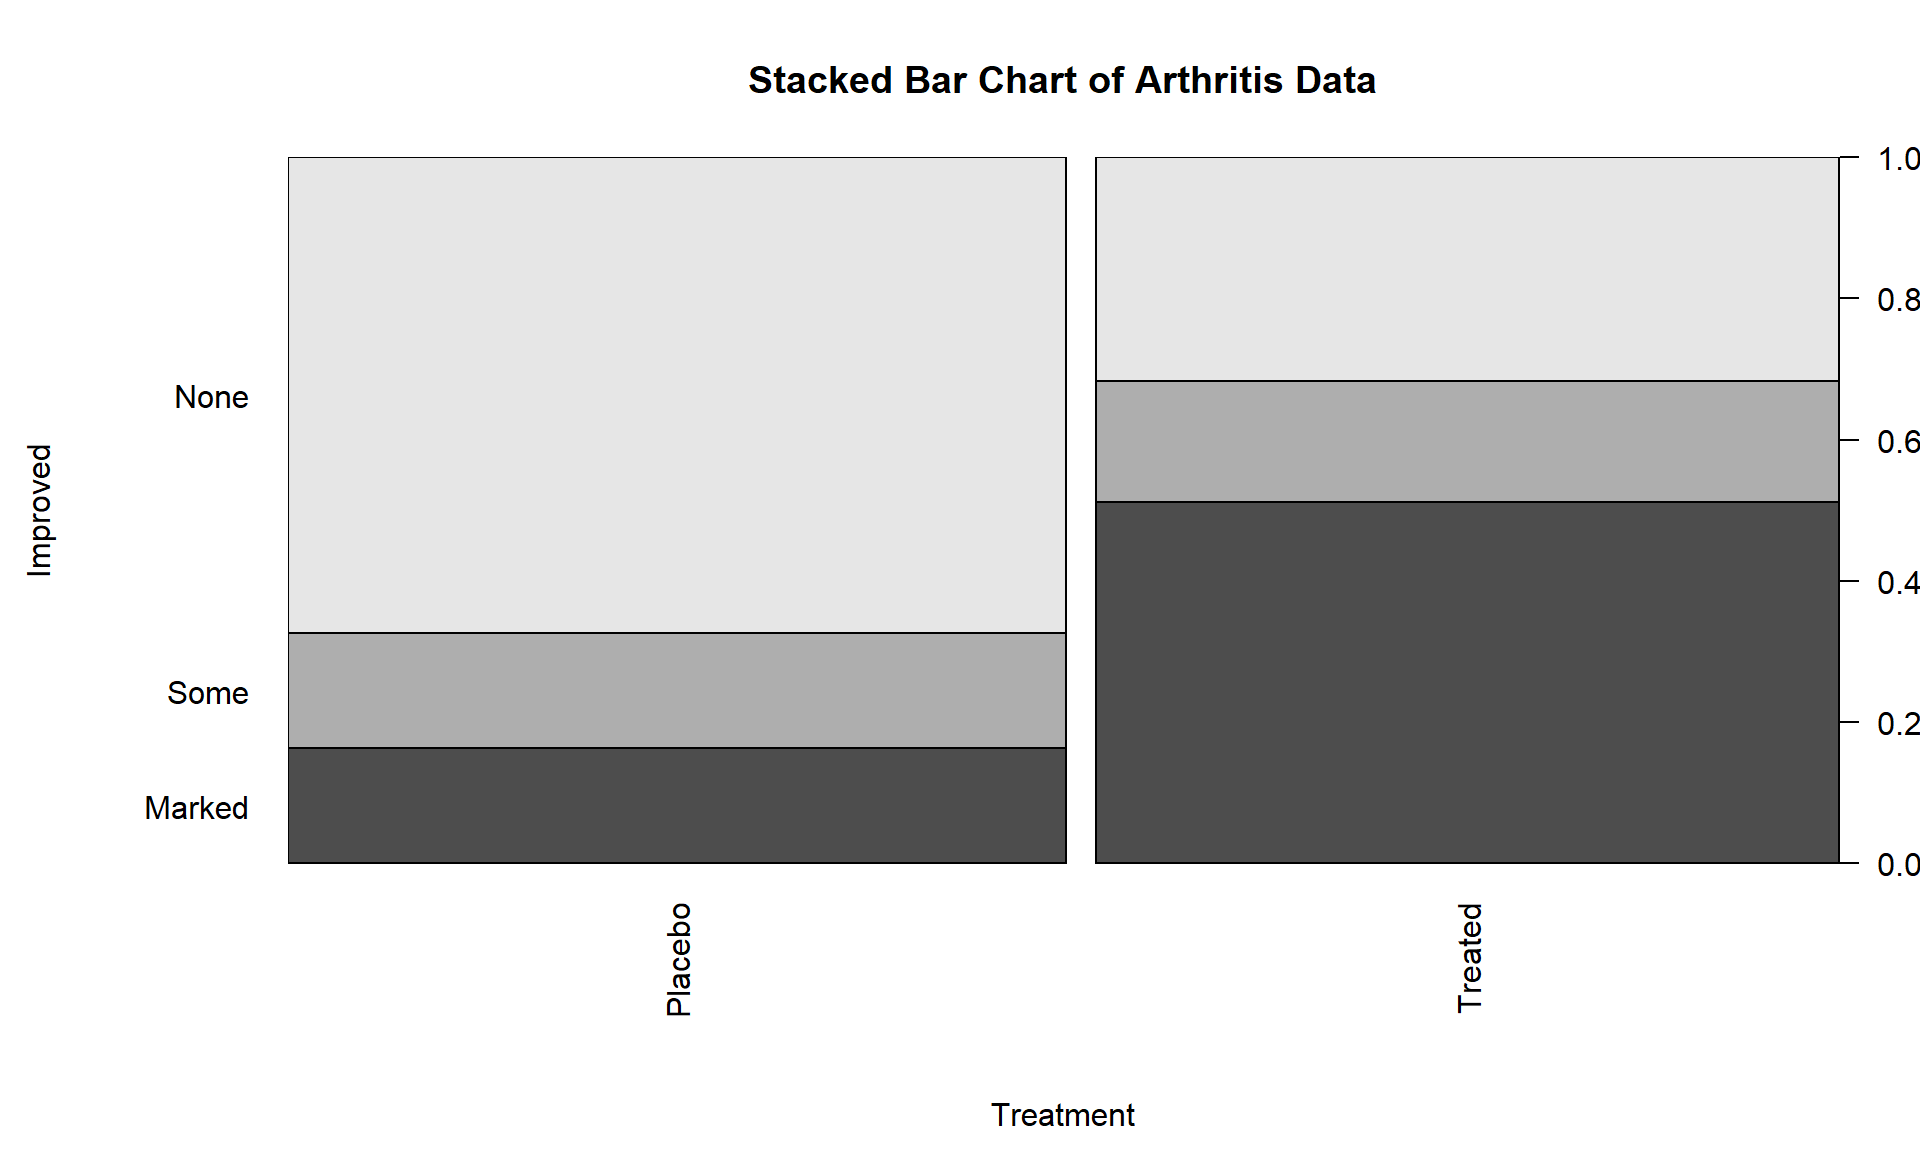 Stacked Bar Chart of Arthritis Data
Improved
None
Some
Marked
1.0
0.8
0.6
0.4
0.2
0.0
Placebo
Treated
Treatment